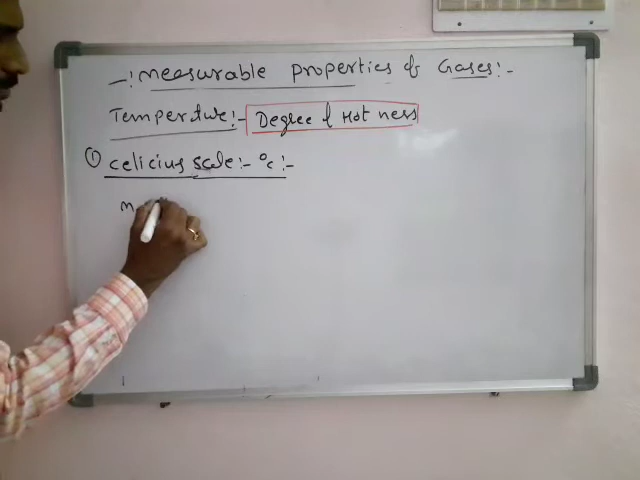 -: measurable properties of Gases:-
Temperature:- Degree of Hot ness
① Celicius scale:- °c:-
m